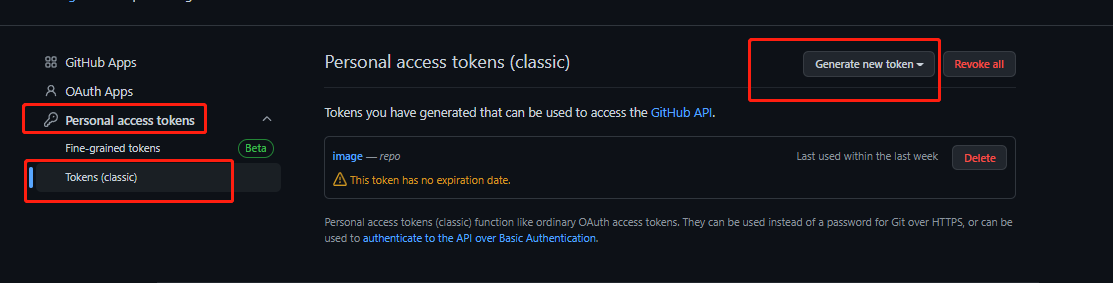 GitHub Apps
OAuth Apps
Personal access tokens
Fine-grained tokens Beta
Tokens (classic)
Personal access tokens (classic)
Generate new token
Revoke all
Tokens you have generated that can be used to access the GitHub API.
image — repo
Last used within the last week
Delete
This token has no expiration date.
Personal access tokens (classic) function like ordinary OAuth access tokens. They can be used instead of a password for Git over HTTPS, or can be
used to authenticate to the API over Basic Authentication.